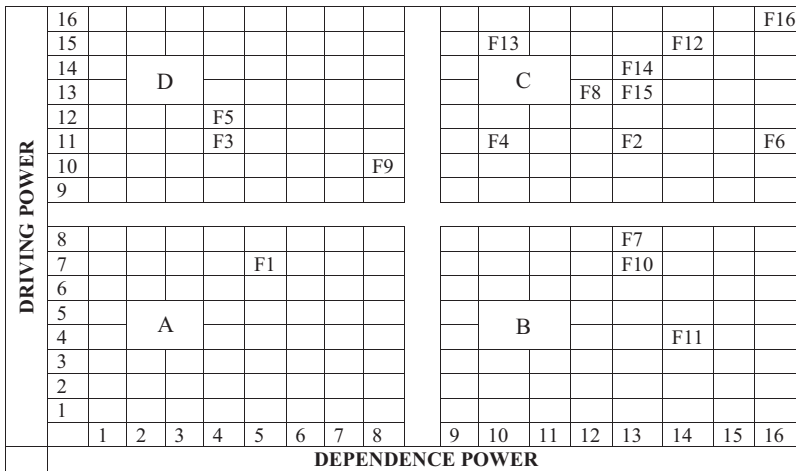 16 F16
15 F13 F12
14 F14
D C
13 F8 F15
12 F5
11 F3 F4 F2 F6
10 F9
9
DRIVING POWER
8 F7
7 F1 F10
6
5
A B
4 F11
3
2
1
1 2 3 4 5 6 7 8 9 10 11 12 13 14 15 16
DEPENDENCE POWER